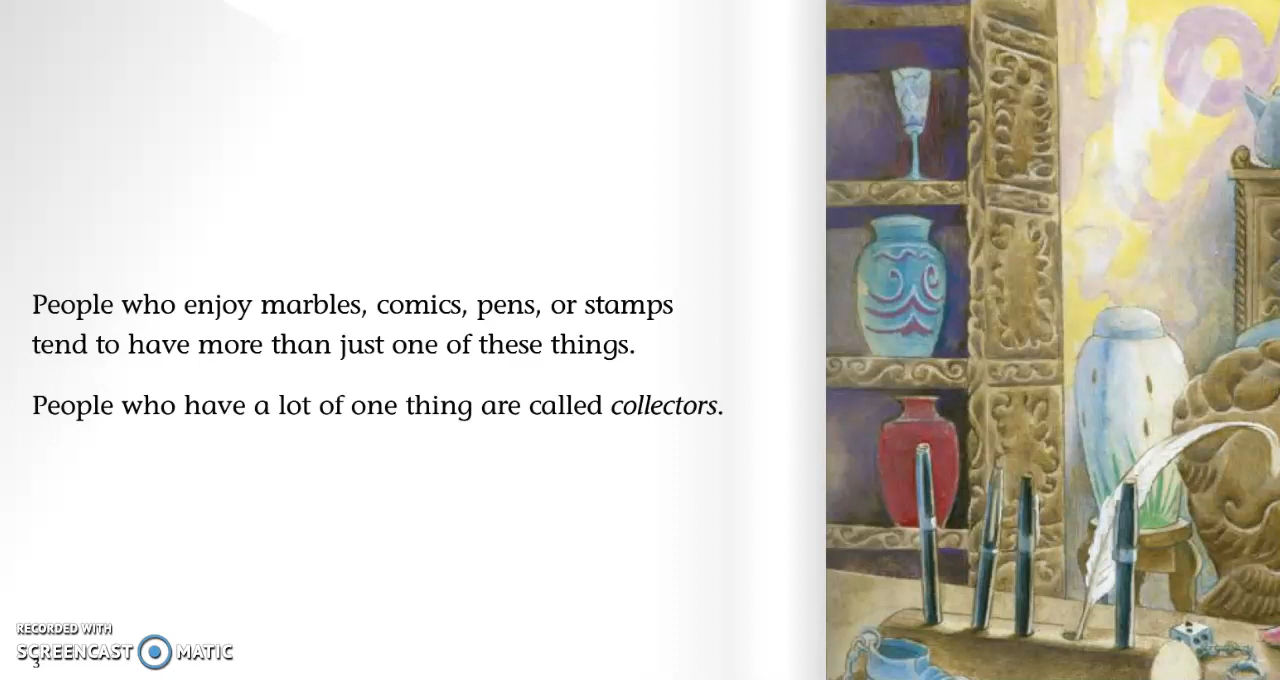 People who enjoy marbles, comics, pens, or stamps
tend to have more than just one of these things.
People who have a lot of one thing are called collectors.
RECORDED WITH
SCREENCAST MATIC
3